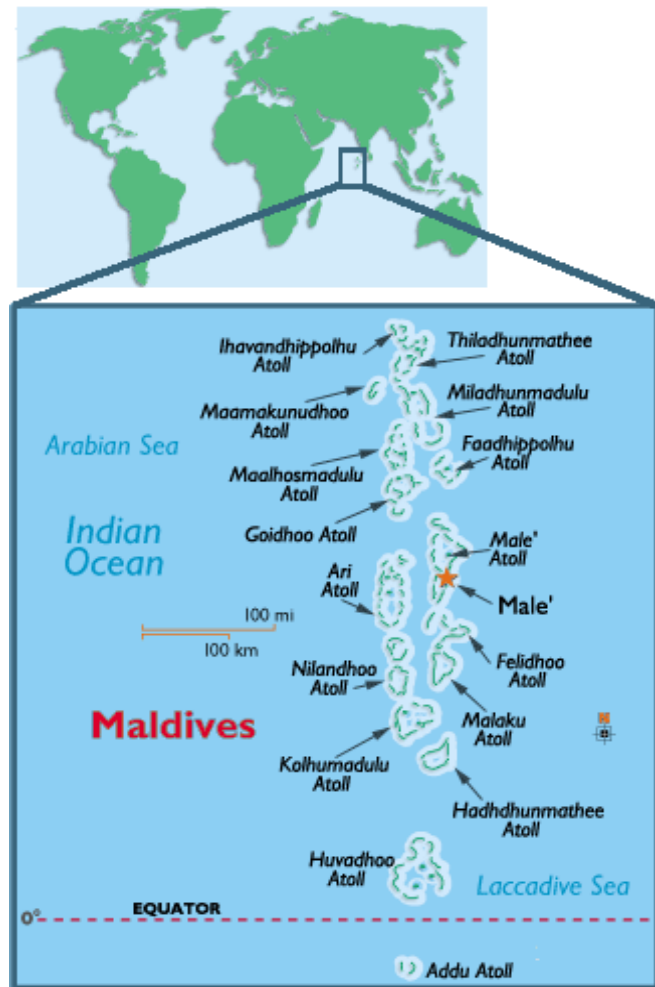 Ihavandhippolhu
Atoll
Thiladhunmathee
Atoll
Maamakunudhoo
Atoll
Miladhunmadulu
Atoll
Arabian Sea
Faadhippolhu
Atoll
Maalhosmadulu
Atoll
Goidhoo Atoll
Indian
Ocean
Male'
Atoll
Ari
Atoll
Male'
100 mi
100 km
Felidhoo
Atoll
Nilandhoo
Atoll
Maldives
Malaku
Atoll
N
Kolhumadulu
Atoll
Hadhdhunmathee
Atoll
Huvadhoo
Atoll
Laccadive Sea
0°
EQUATOR
Addu Atoll